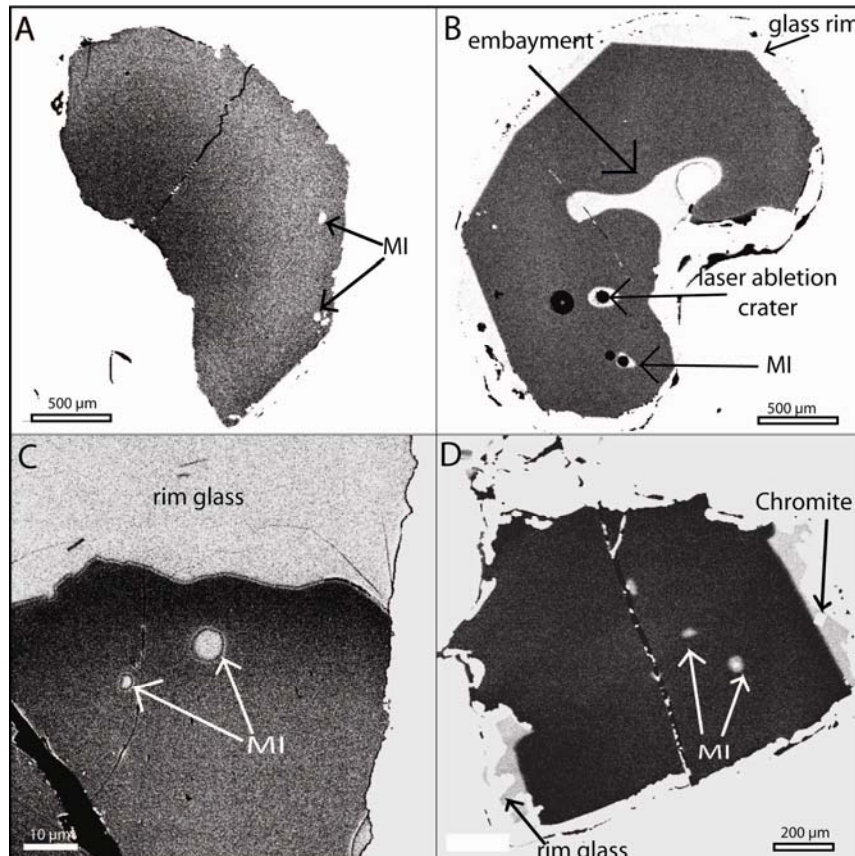 A
MI
500 µm
B
embayment
glass rim
laser abletion
crater
MI
500 µm
C
rim glass
MI
10 µm
D
Chromite
MI
rim glass
200 µm